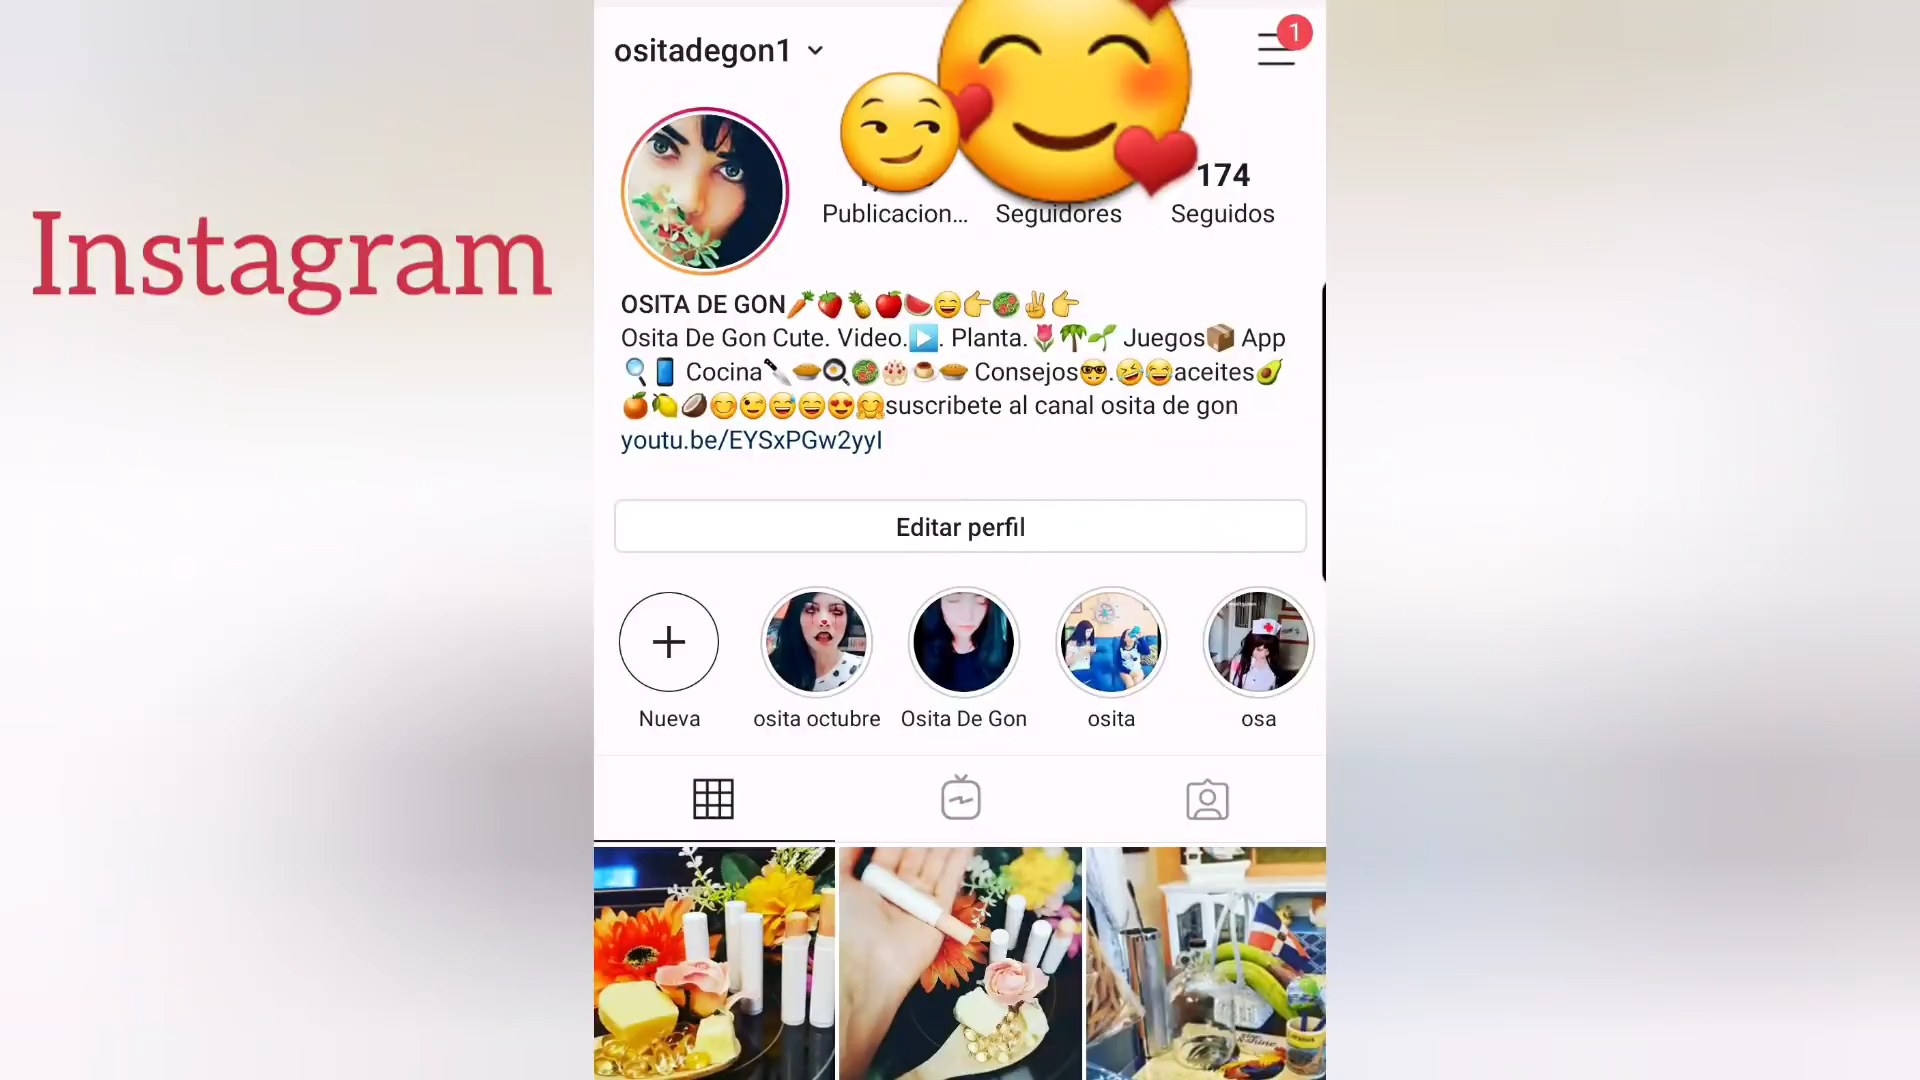 Instagram
ositadegon1
1
174
Publicacion...
Seguidores
Seguidos
OSITA DE GON🥕🍓🍍🍎🍉😄👉🥗✌👉
Osita De Gon Cute. Video.▶️. Planta.🌷🌴🌱 Juegos📦 App
🔍📱 Cocina🔪🥧🍳🥗🎂🍮🥧 Consejos🤓.🤣😂aceites🥑
🍊🍋🥥😊😉😅😄😍🤗suscribete al canal osita de gon
youtu.be/EYSxPGw2yyI
Editar perfil
Nueva
osita octubre
Osita De Gon
osita
osa